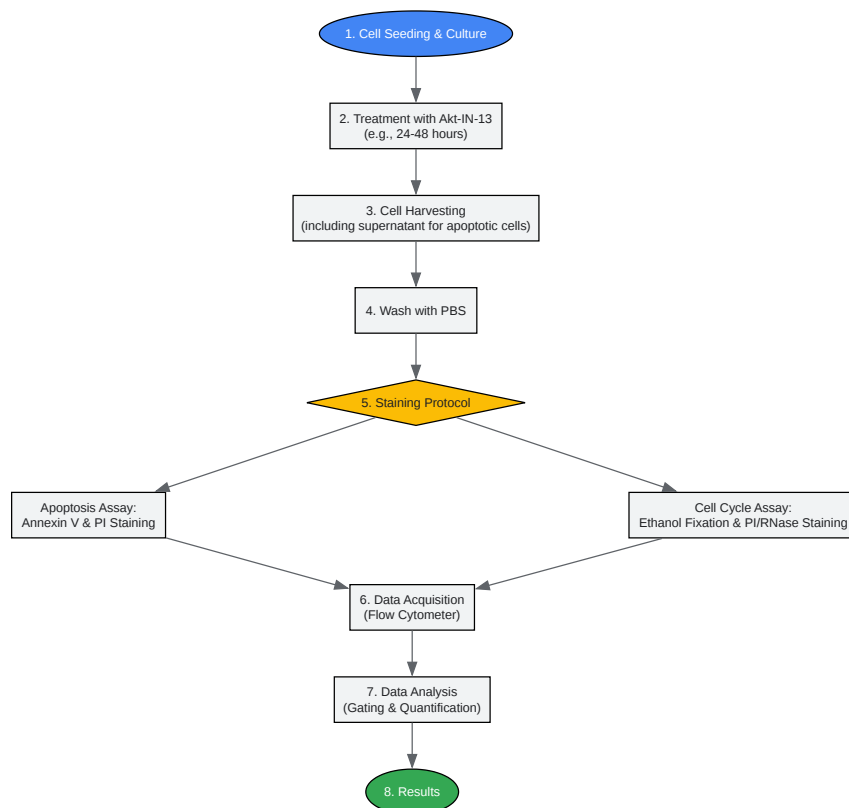 1. Cell Seeding & Culture
2. Treatment with Akt-IN-13
(e.g., 24-48 hours)
3. Cell Harvesting
(including supernatant for apoptotic cells)
4. Wash with PBS
5. Staining Protocol
Apoptosis Assay:
Annexin V & PI Staining
Cell Cycle Assay:
Ethanol Fixation & PI/RNase Staining
6. Data Acquisition
(Flow Cytometer)
7. Data Analysis
(Gating & Quantification)
8. Results